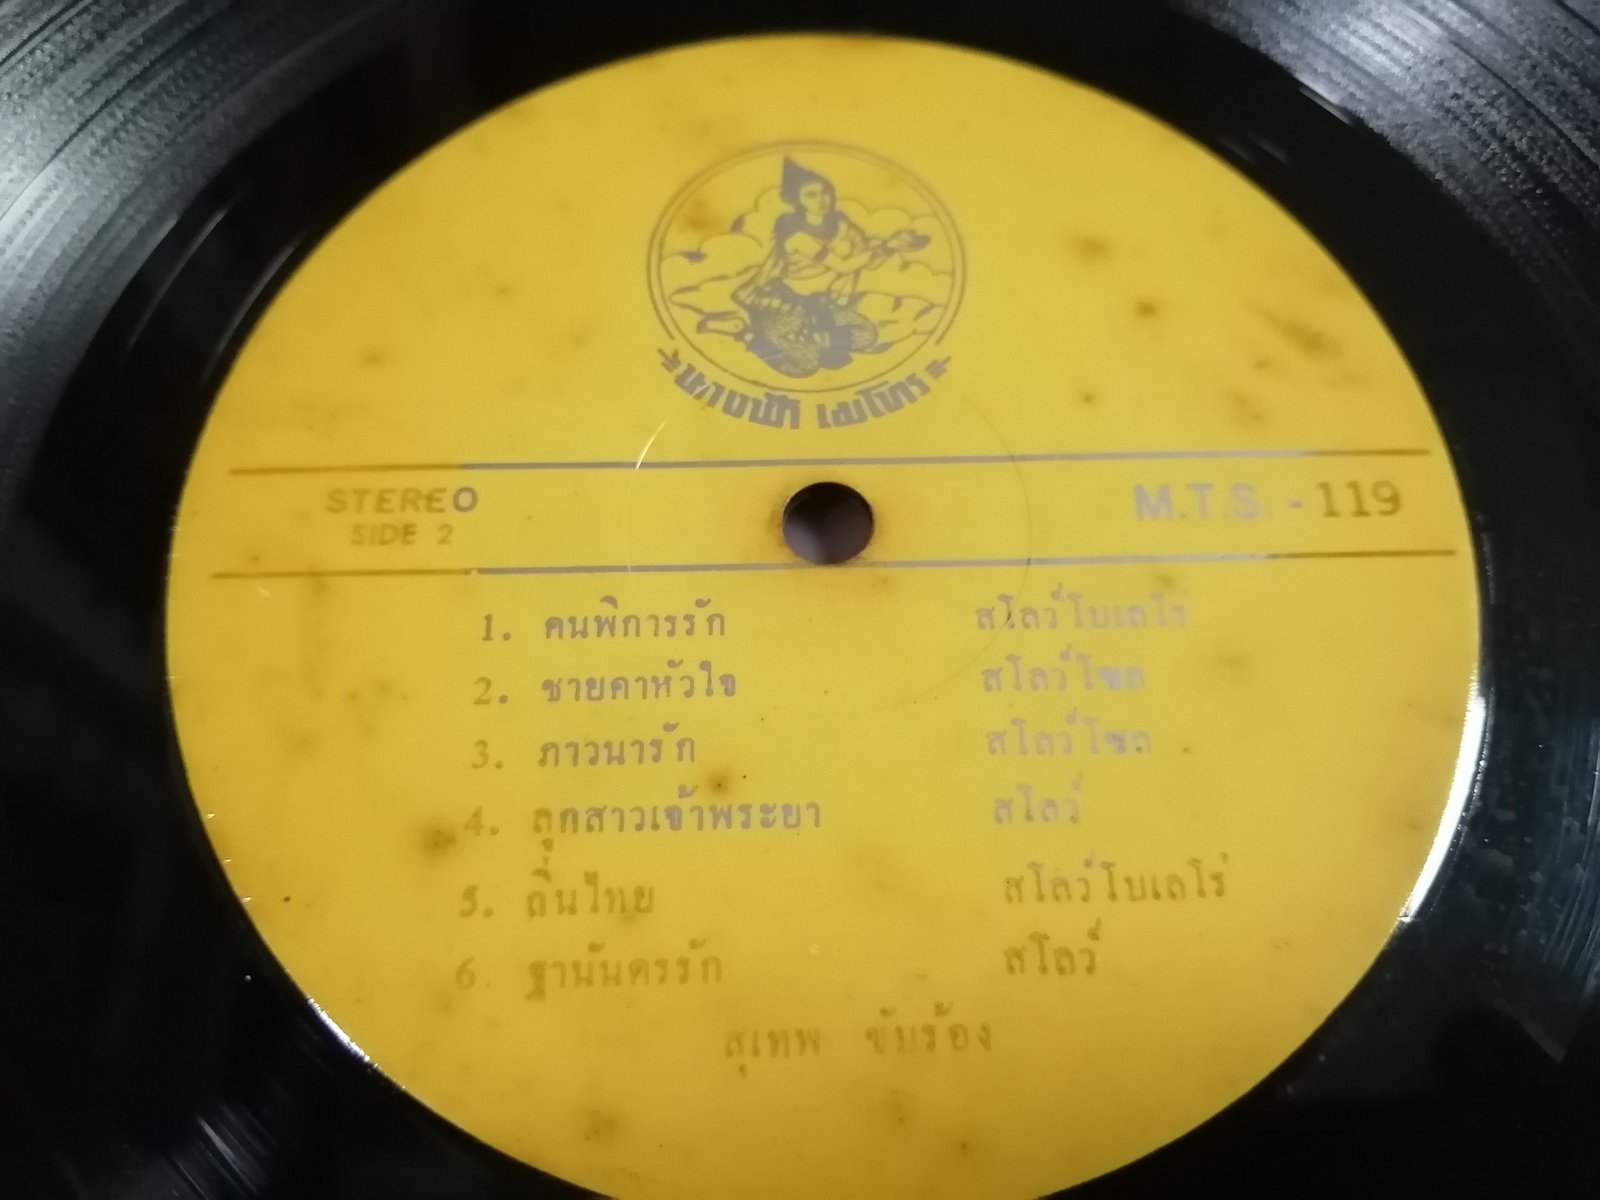 นางฟ้า เมโทร
STEREO M.T.S. - 119
SIDE 2
1. คนพิการรัก สโลว์โบเลโร่
2. ชายคาหัวใจ สโลว์โซล
3. ภาวนารัก สโลว์โซล
4. ลูกสาวเจ้าพระยา สโลว์
5. ถิ่นไทย สโลว์โบเลโร่
6. ฐานันดรรัก สโลว์
สุเทพ ขับร้อง